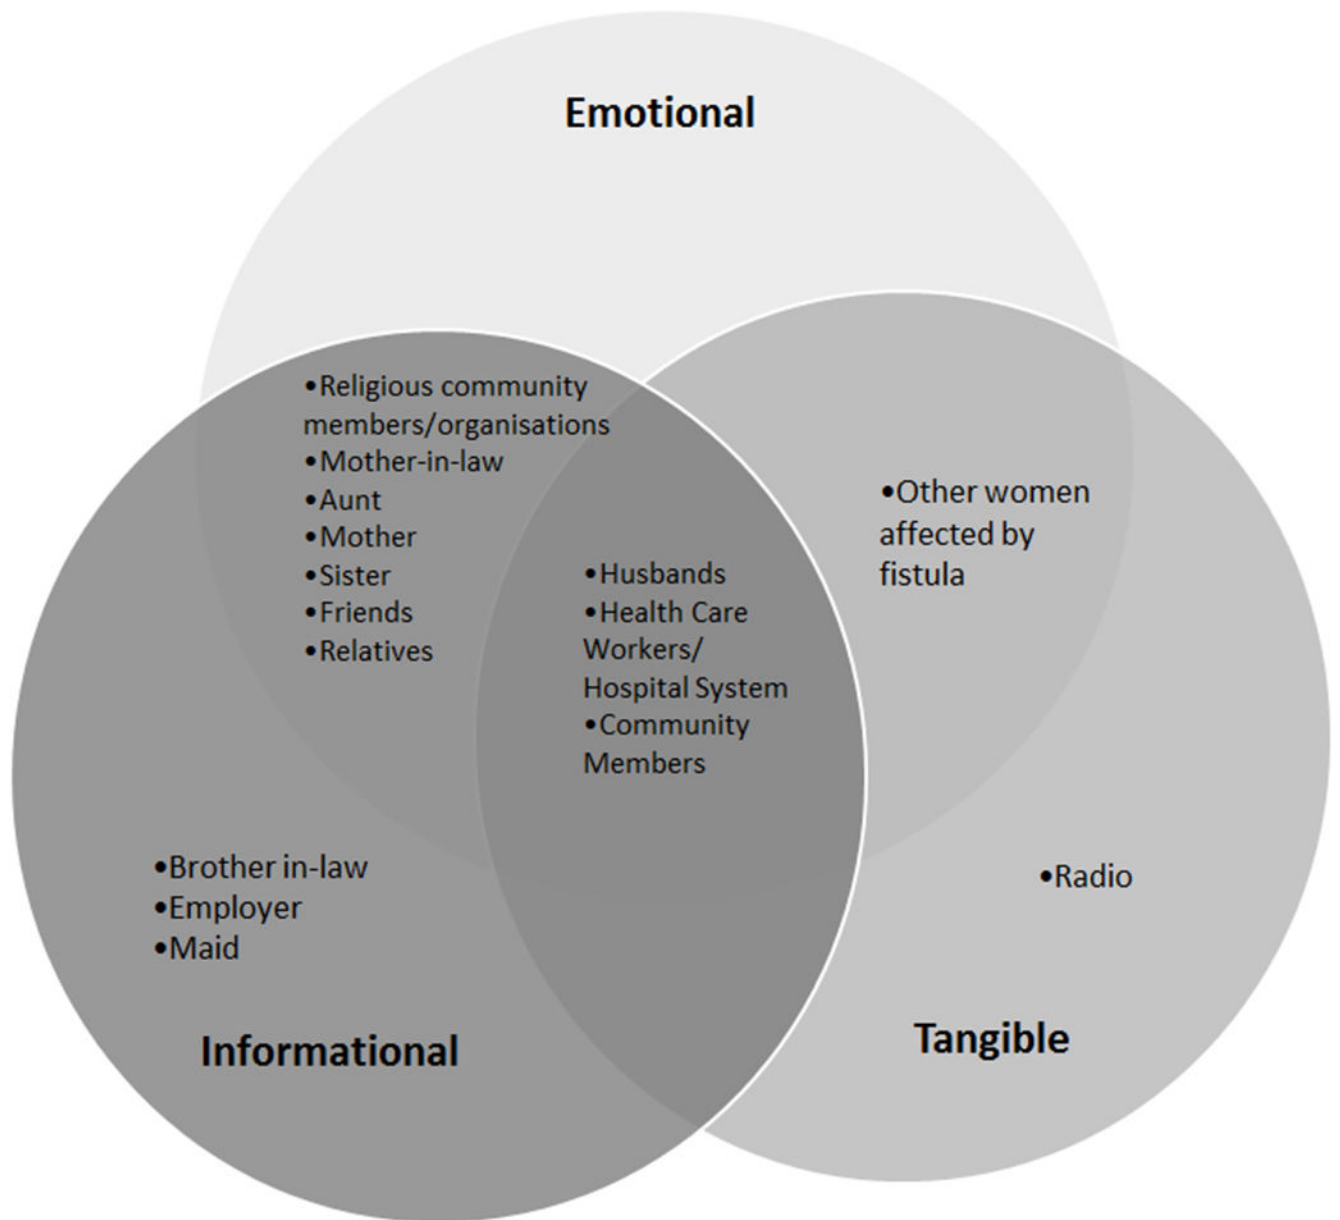 Emotional
•Religious community
members/organisations
•Mother-in-law
•Aunt
•Mother
•Sister
•Friends
•Relatives
•Other women
affected by
fistula
•Husbands
•Health Care
Workers/
Hospital System
•Community
Members
•Brother in-law
•Employer
•Maid
•Radio
Informational
Tangible